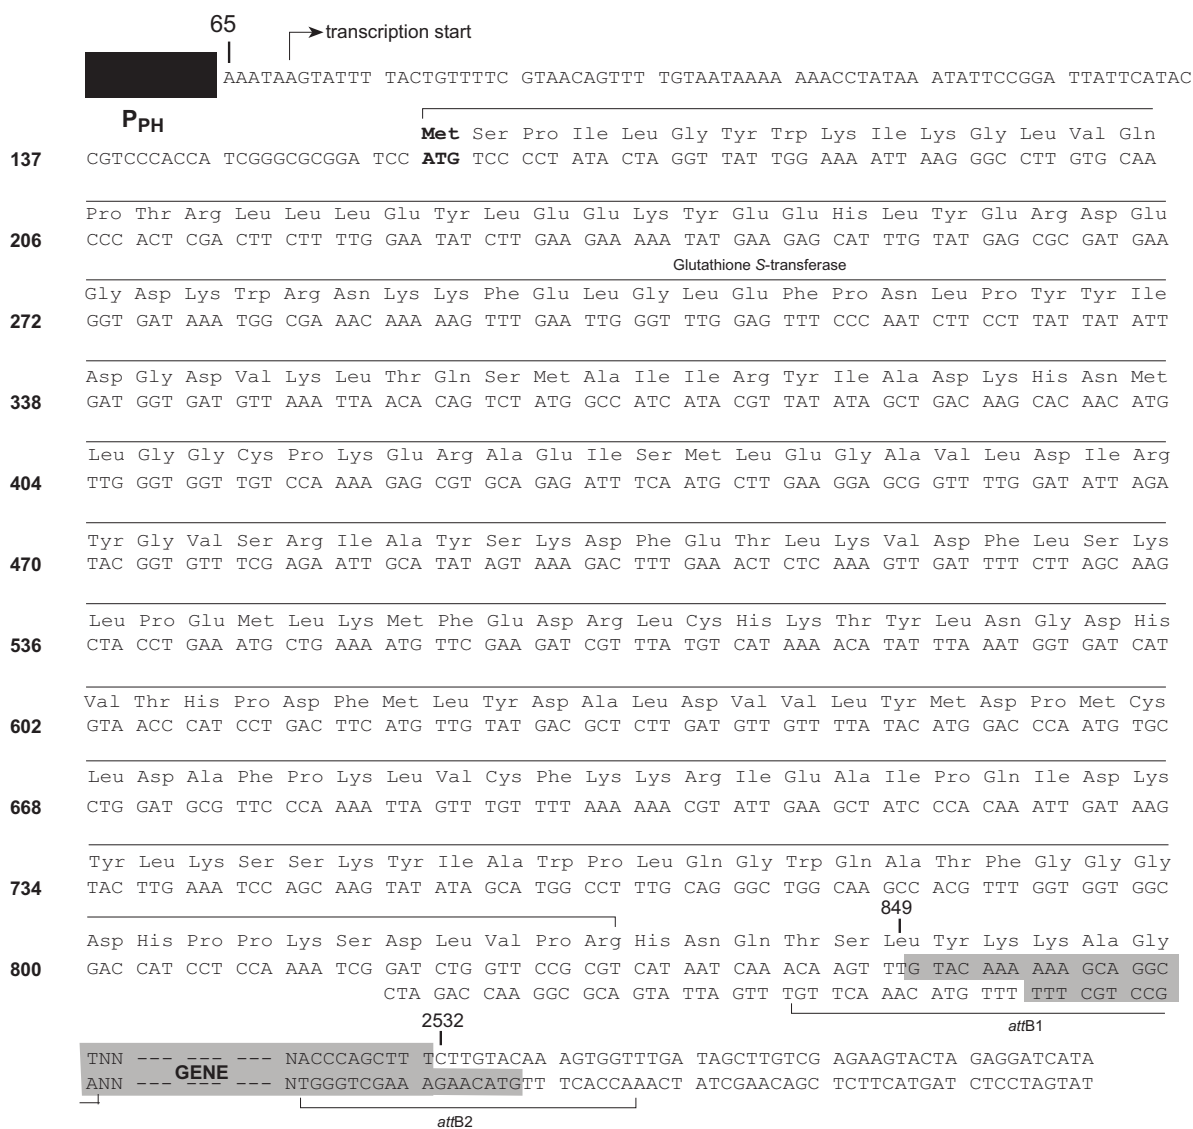 65
transcription start
AAATAAGTATTTT TACTGTTTTC GTAACAGTTT TGTAATAAAA AAACCTATAA ATATTCCGGA TTATTCATAC
PPH
Met Ser Pro Ile Leu Gly Tyr Trp Lys Ile Lys Gly Leu Val Gln
137 CGTCCCACCA TCGGGCGCGGA TCC ATG TCC CCT ATA CTA GGT TAT TGG AAA ATT AAG GGC CTT GTG CAA
Pro Thr Arg Leu Leu Leu Glu Tyr Leu Glu Glu Lys Tyr Glu Glu His Leu Tyr Glu Arg Asp Glu
206 CCC ACT CGA CTT CTT TTG GAA TAT CTT GAA GAA AAA TAT GAA GAG CAT TTG TAT GAG CGC GAT GAA
Glutathione S-transferase
Gly Asp Lys Trp Arg Asn Lys Lys Phe Glu Leu Gly Leu Glu Phe Pro Asn Leu Pro Tyr Tyr Ile
272 GGT GAT AAA TGG CGA AAC AAA AAG TTT GAA TTG GGT TTG GAG TTT CCC AAT CTT CCT TAT TAT ATT
Asp Gly Asp Val Lys Leu Thr Gln Ser Met Ala Ile Ile Arg Tyr Ile Ala Asp Lys His Asn Met
338 GAT GGT GAT GTT AAA TTA ACA CAG TCT ATG GCC ATC ATA CGT TAT ATA GCT GAC AAG CAC AAC ATG
Leu Gly Gly Cys Pro Lys Glu Arg Ala Glu Ile Ser Met Leu Glu Gly Ala Val Leu Asp Ile Arg
404 TTG GGT GGT TGT CCA AAA GAG CGT GCA GAG ATT TCA ATG CTT GAA GGA GCG GTT TTG GAT ATT AGA
Tyr Gly Val Ser Arg Ile Ala Tyr Ser Lys Asp Phe Glu Thr Leu Lys Val Asp Phe Leu Ser Lys
470 TAC GGT GTT TCG AGA ATT GCA TAT AGT AAA GAC TTT GAA ACT CTC AAA GTT GAT TTT CTT AGC AAG
Leu Pro Glu Met Leu Lys Met Phe Glu Asp Arg Leu Cys His Lys Thr Tyr Leu Asn Gly Asp His
536 CTA CCT GAA ATG CTG AAA ATG TTC GAA GAT CGT TTA TGT CAT AAA ACA TAT TTA AAT GGT GAT CAT
Val Thr His Pro Asp Phe Met Leu Tyr Asp Ala Leu Asp Val Val Leu Tyr Met Asp Pro Met Cys
602 GTA ACC CAT CCT GAC TTC ATG TTG TAT GAC GCT CTT GAT GTT GTT TTA TAC ATG GAC CCA ATG TGC
Leu Asp Ala Phe Pro Lys Leu Val Cys Phe Lys Lys Arg Ile Glu Ala Ile Pro Gln Ile Asp Lys
668 CTG GAT GCG TTC CCA AAA TTA GTT TGT TTT AAA AAA CGT ATT GAA GCT ATC CCA CAA ATT GAT AAG
Tyr Leu Lys Ser Ser Lys Tyr Ile Ala Trp Pro Leu Gln Gly Trp Gln Ala Thr Phe Gly Gly Gly
734 TAC TTG AAA TCC AGC AAG TAT ATA GCA TGG CCT TTG CAG GGC TGG CAA GCC ACG TTT GGT GGT GGC
849
Asp His Pro Pro Lys Ser Asp Leu Val Pro Arg His Asn Gln Thr Ser Leu Tyr Lys Lys Ala Gly
800 GAC CAT CCT CCA AAA TCG GAT CTG GTT CCG CGT CAT AAT CAA ACA AGT TTG TAC AAA AAA GCA GGC
CTA GAC CAA GGC GCA GTA TTA GTT TGT TCA AAC ATG TTT TTT CGT CCG
attB1
2532
TNN --- --- --- NACCCAGCTTT CTTGTACAA AGTGGTTTGA TAGCTTGTCG AGAAGTACTA GAGGATCATA
GENE
ANN --- --- --- NTGGGTCGAAA GAACATGTT TCACCAAACT ATCGAACAGC TCTTCATGAT CTCCTAGTAT
attB2